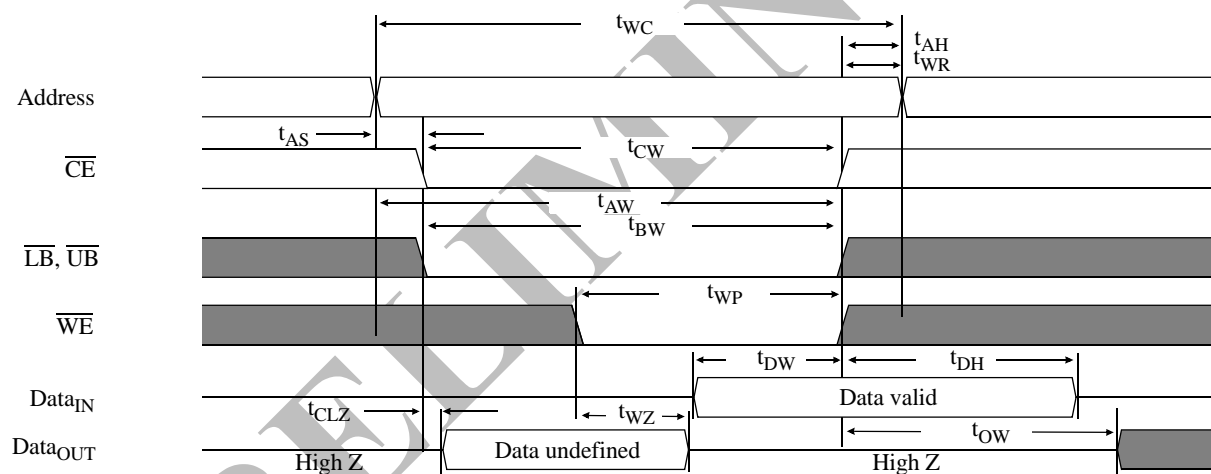 tWC
tAH
tWR
Address
tAS
tCW
CE
tAW
tBW
LB, UB
tWP
WE
tDW
tDH
DataIN
Data valid
tCLZ
tWZ
tOW
DataOUT
High Z
Data undefined
High Z
ELIMIN